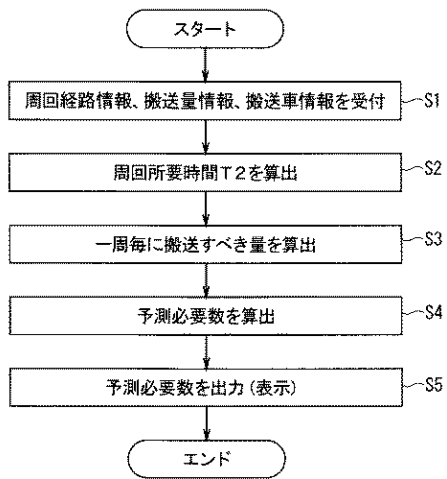 スタート
周回経路情報、搬送量情報、搬送車情報を受付
S1
周回所要時間T2を算出
S2
一周毎に搬送すべき量を算出
S3
予測必要数を算出
S4
予測必要数を出力(表示)
S5
エンド